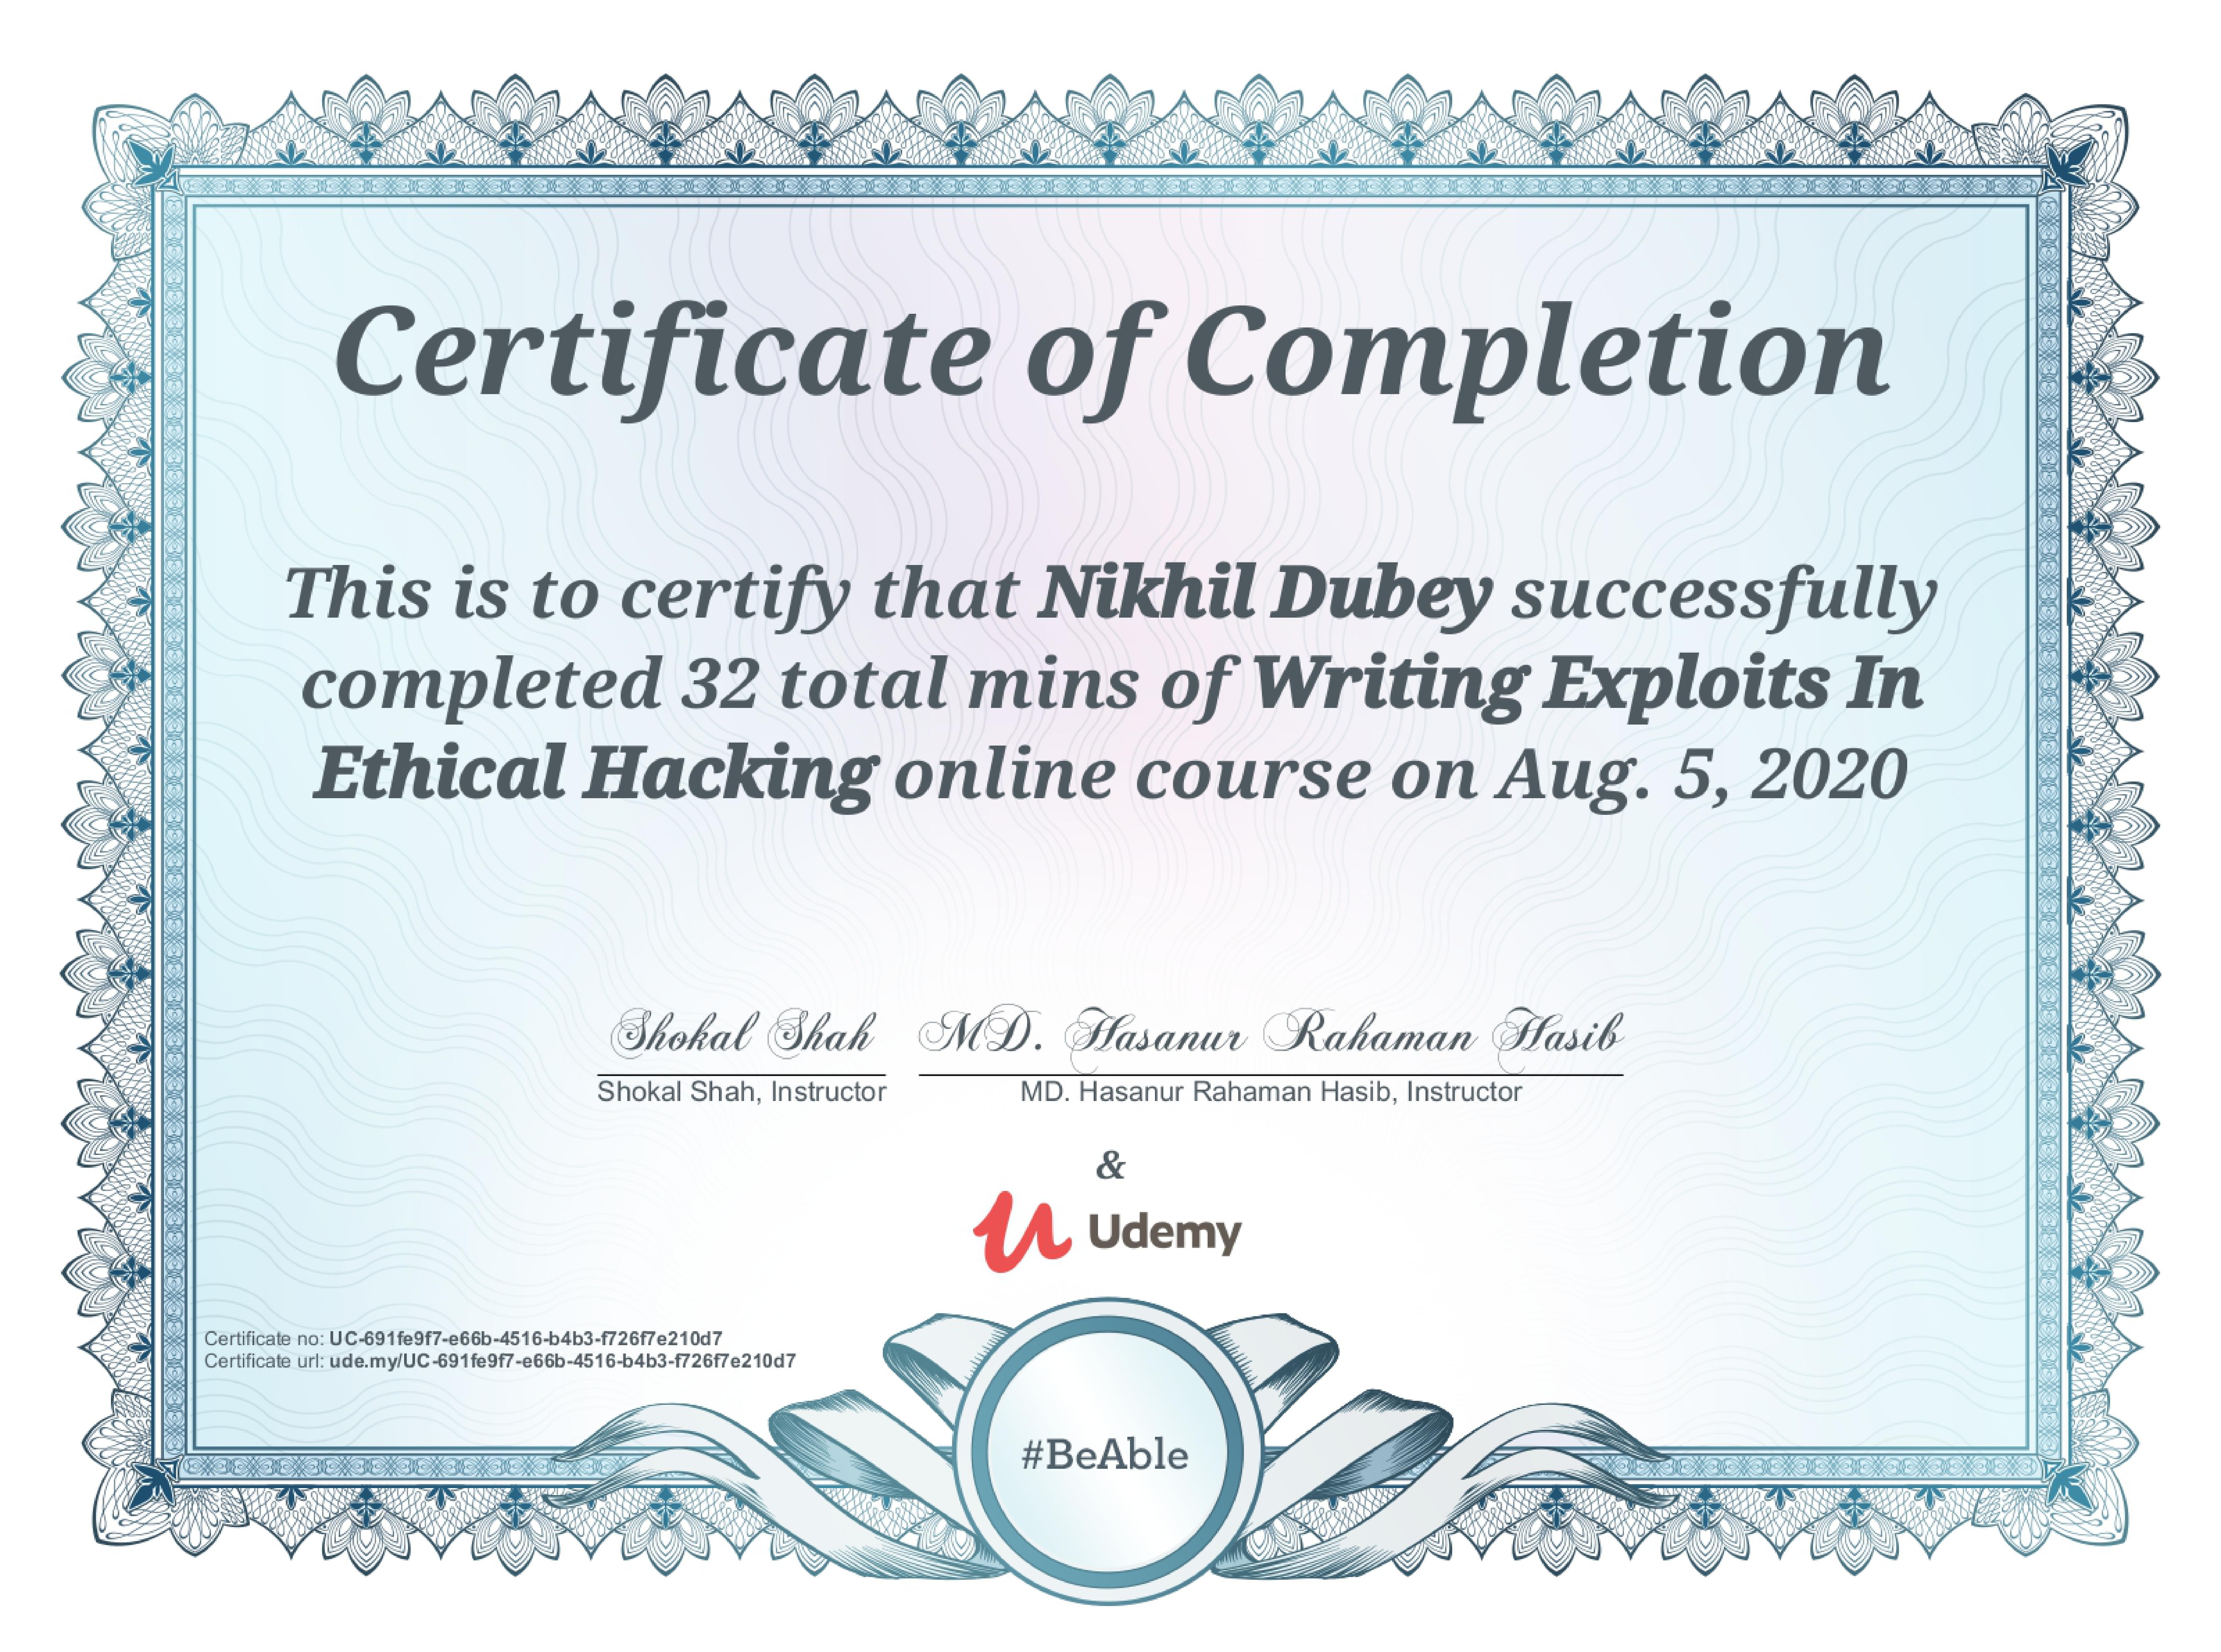 Certificate of Completion
This is to certify that Nikhil Dubey successfully
completed 32 total mins of Writing Exploits In
Ethical Hacking online course on Aug. 5, 2020
Shokal Shah MD. Hasanur Rahaman Hasib
Shokal Shah, Instructor MD. Hasanur Rahaman Hasib, Instructor
&
Udemy
Certificate no: UC-691fe9f7-e66b-4516-b4b3-f726f7e210d7
Certificate url: ude.my/UC-691fe9f7-e66b-4516-b4b3-f726f7e210d7
#BeAble